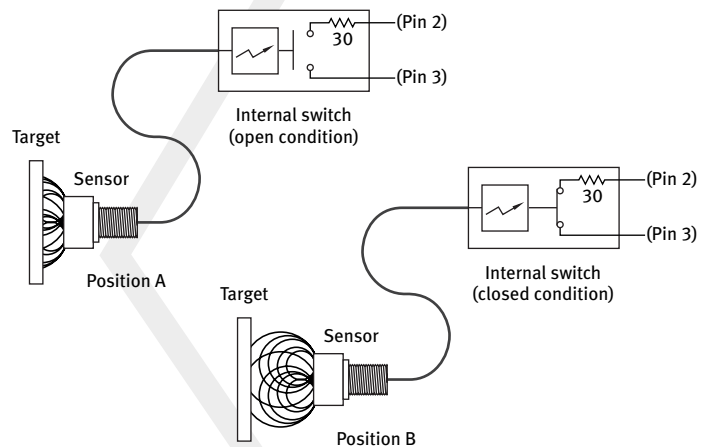 (Pin 2)
30
(Pin 3)
Internal switch
(open condition)
Target
Sensor
Position A
(Pin 2)
30
(Pin 3)
Internal switch
(closed condition)
Target
Sensor
Position B